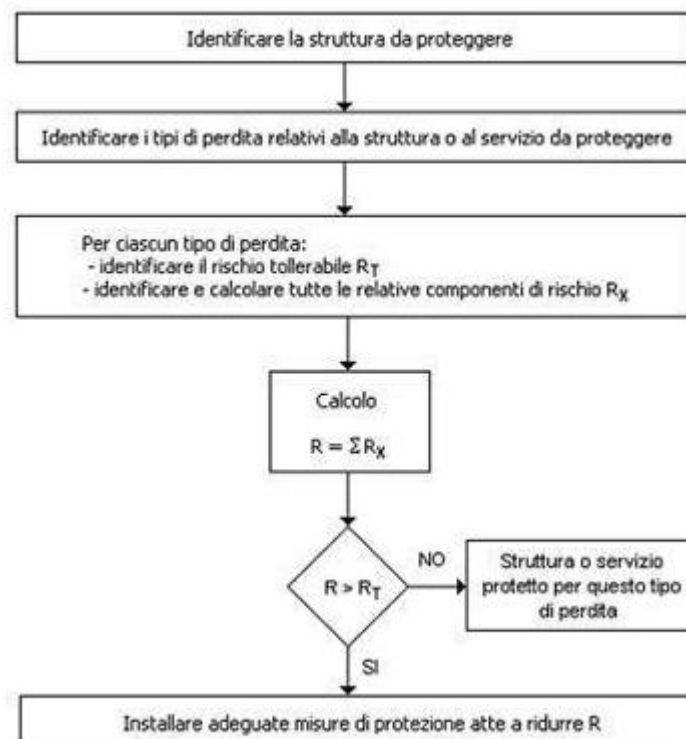 Identificare la struttura da proteggere
Identificare i tipi di perdita relativi alla struttura o al servizio da proteggere
Per ciascun tipo di perdita:
- identificare il rischio tollerabile RT
- identificare e calcolare tutte le relative componenti di rischio RX
Calcolo
R = ΣRX
R > RT
NO
Struttura o servizio
protetto per questo tipo
di perdita
SI
Installare adeguate misure di protezione atte a ridurre R